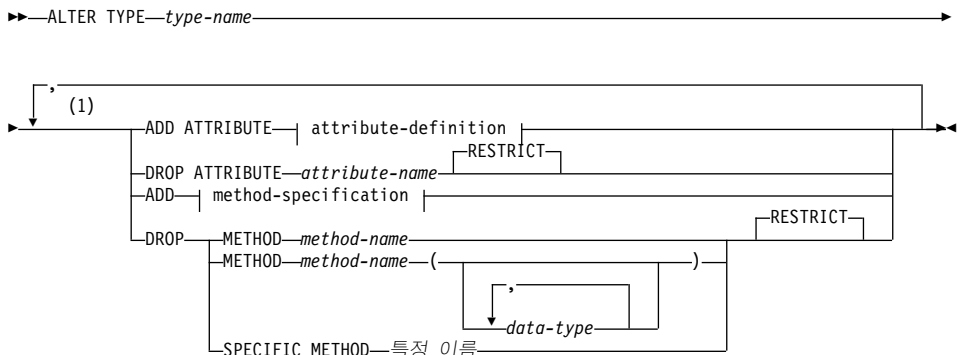 ALTER TYPE type-name
,
(1)
ADD ATTRIBUTE attribute-definition
RESTRICT
DROP ATTRIBUTE attribute-name
ADD method-specification
RESTRICT
DROP METHOD method-name
METHOD method-name ( )
,
data-type
SPECIFIC METHOD 특정 이름